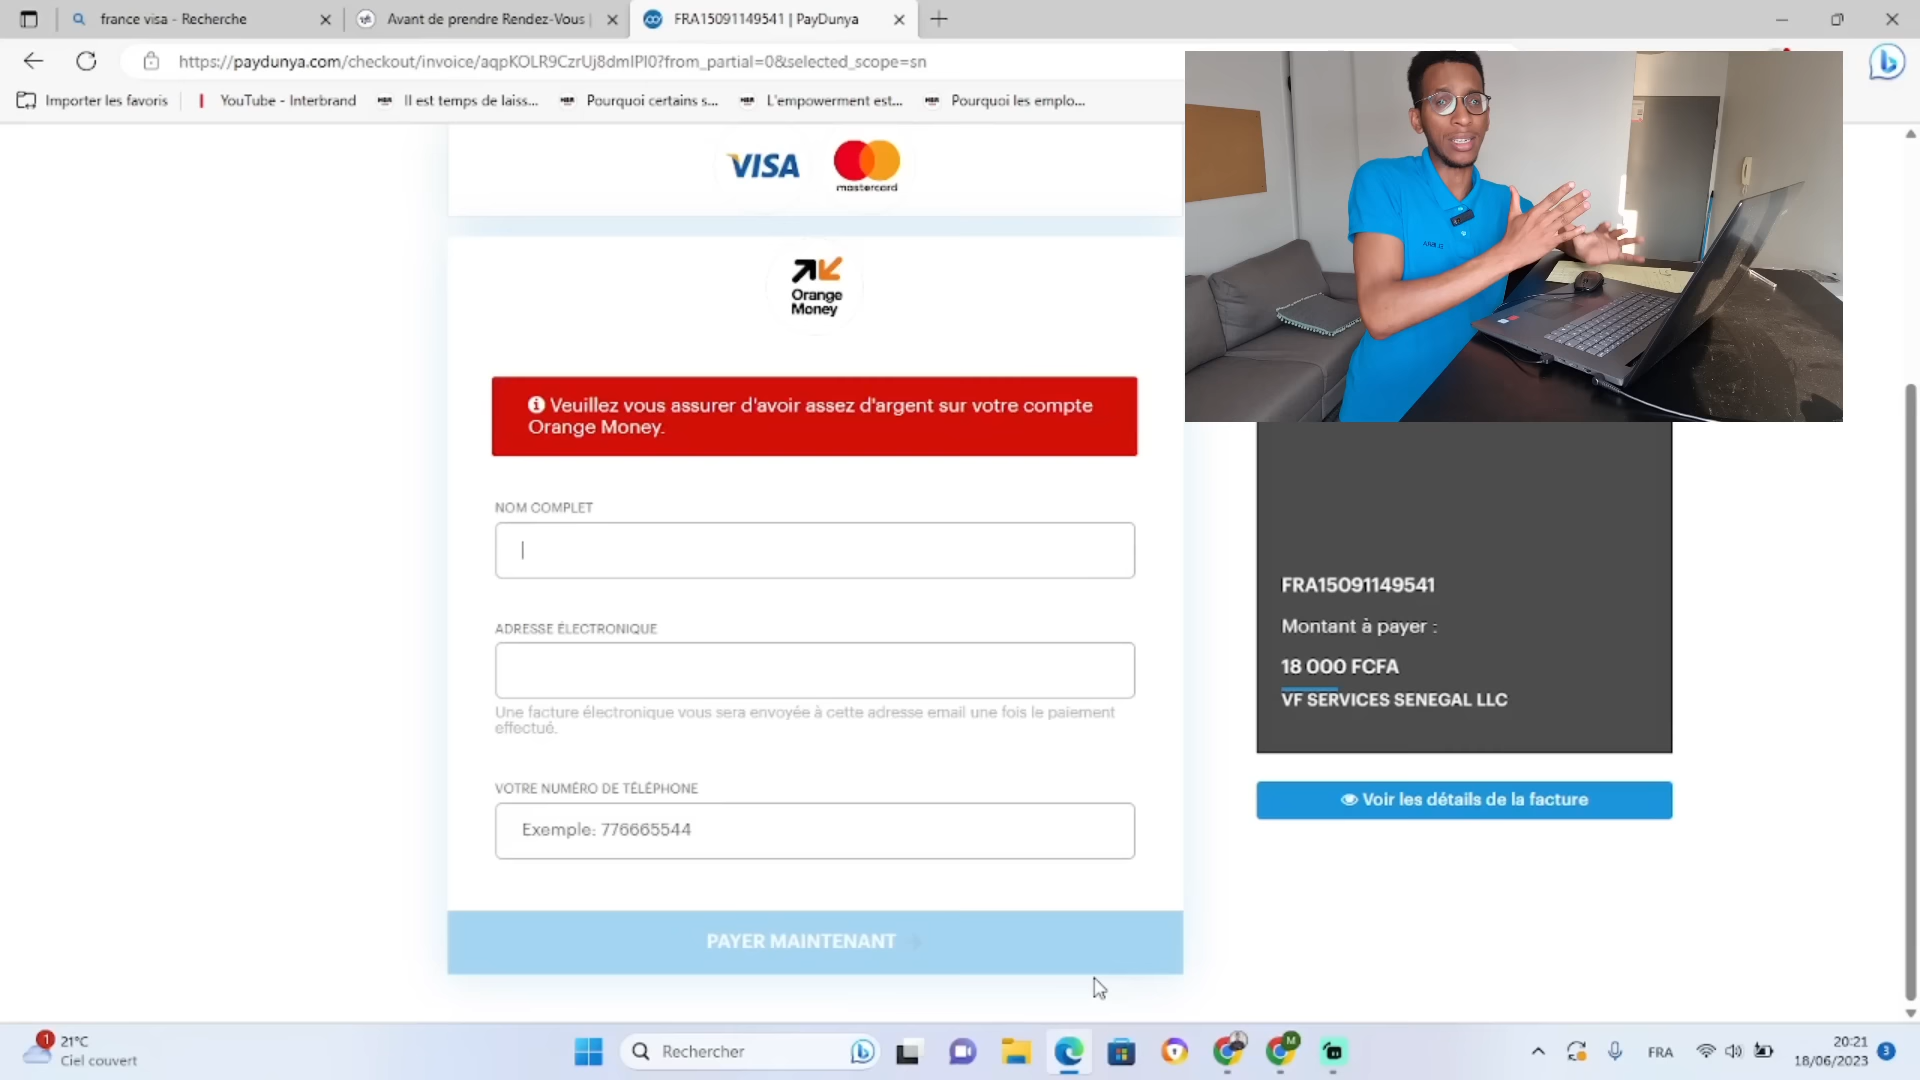 france visa - Recherche
Avant de prendre Rendez-Vous |
FRA15091149541 | PayDunya
https://paydunya.com/checkout/invoice/aqpKOLR9CzrUj8dmlPl0?from_partial=0&selected_scope=sn
Importer les favoris
YouTube - Interbrand
Il est temps de laiss...
Pourquoi certains s...
L'empowerment est...
Pourquoi les emplo...
VISA
mastercard
Orange
Money
Veuillez vous assurer d'avoir assez d'argent sur votre compte
Orange Money.
NOM COMPLET
ADRESSE ÉLECTRONIQUE
Une facture électronique vous sera envoyée à cette adresse email une fois le paiement
effectué.
VOTRE NUMÉRO DE TÉLÉPHONE
Exemple: 776665544
PAYER MAINTENANT
FRA15091149541
Montant à payer :
18 000 FCFA
VF SERVICES SENEGAL LLC
Voir les détails de la facture
1
21°C
Ciel couvert
Rechercher
M
FRA
20:21
18/06/2023
3